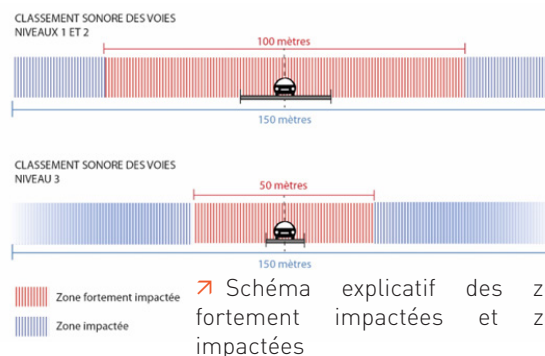 CLASSEMENT SONORE DES VOIES
NIVEAUX 1 ET 2
100 mètres
150 mètres
CLASSEMENT SONORE DES VOIES
NIVEAU 3
50 mètres
150 mètres
Zone fortement impactée
Zone impactée
↗ Schéma explicatif des z
fortement impactées et z
impactées